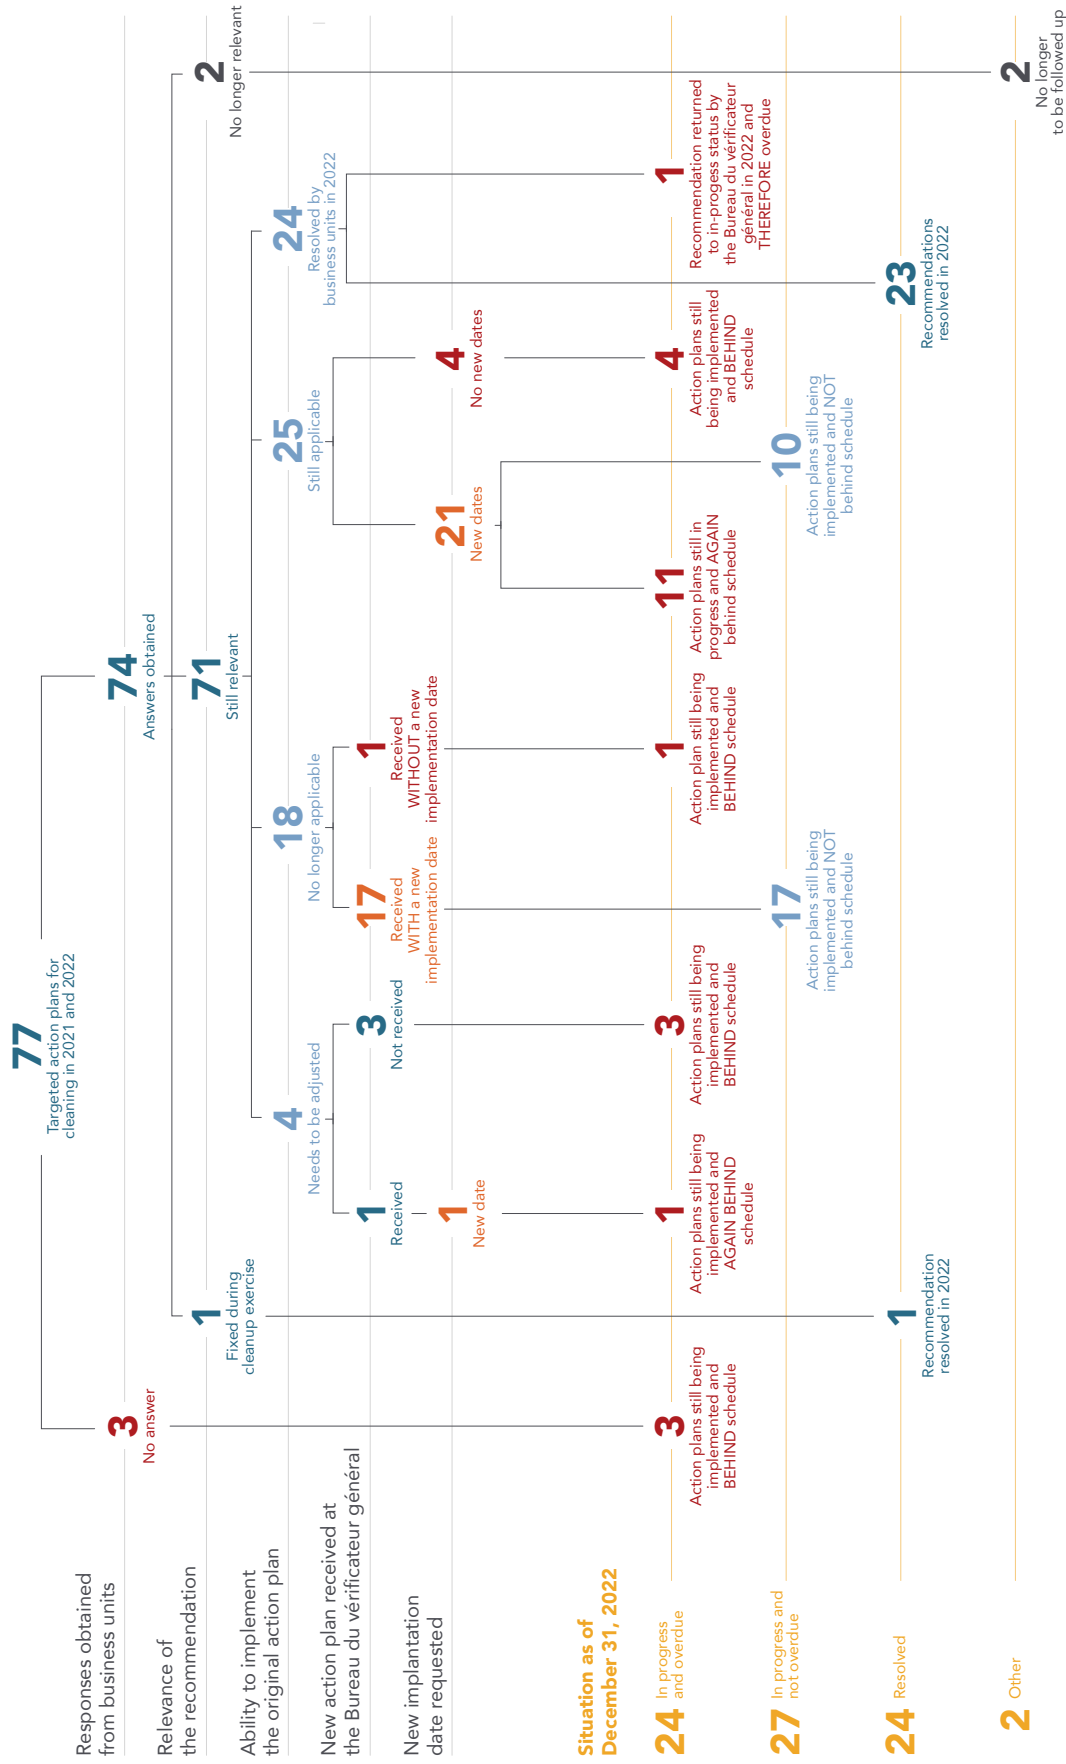 77
Targeted action plans for
cleaning in 2021 and 2022
Responses obtained
from business units
3
No answer
74
Answers obtained
Relevance of
the recommendation
1
Fixed during
cleanup exercise
71
Still relevant
2
No longer relevant
Ability to implement
the original action plan
4
Needs to be adjusted
18
No longer applicable
25
Still applicable
24
Resolved by
business units in 2022
New action plan received at
the Bureau du vérificateur général
1
Received
3
Not received
17
Received
WITH a new
implementation date
1
Received
WITHOUT a new
implementation date
New implantation
date requested
1
New date
21
New dates
4
No new dates
Situation as of
December 31, 2022
24 In progress
and overdue
3
Action plans still being
implemented and
BEHIND schedule
1
Action plans still being
implemented and
AGAIN BEHIND
schedule
3
Action plans still being
implemented and
BEHIND schedule
1
Action plan still being
implemented and
BEHIND schedule
11
Action plans still in
progress and AGAIN
behind schedule
4
Action plans still
being implemented
and BEHIND
schedule
1
Recommendation returned
to in-progess status by
the Bureau du vérificateur
général in 2022 and
THEREFORE overdue
27 In progress and
not overdue
17
Action plans still being
implemented and NOT
behind schedule
10
Action plans still being
implemented and NOT
behind schedule
24 Resolved
1
Recommendation
resolved in 2022
23
Recommendations
resolved in 2022
2 Other
2
No longer
to be followed up